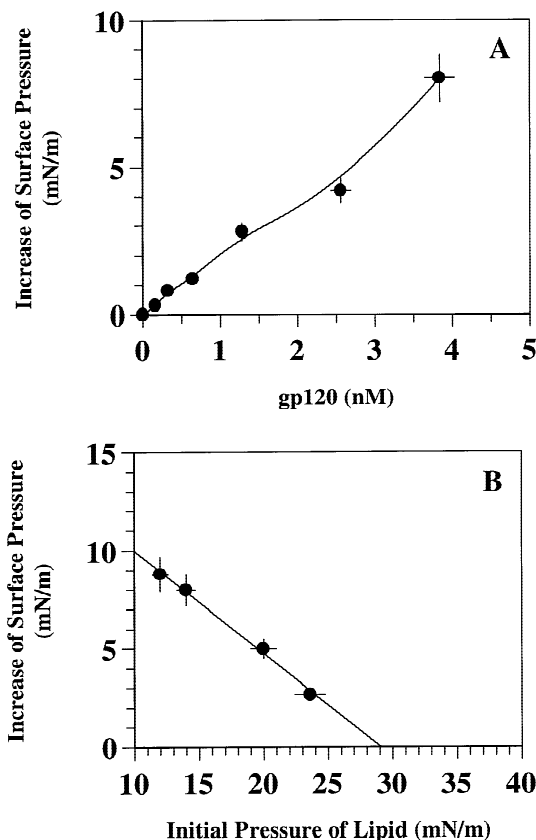 10
A
Increase of Surface Pressure
(mN/m)
5
0
0 1 2 3 4 5
gp120 (nM)
15
B
Increase of Surface Pressure
(mN/m)
10
5
0
10 15 20 25 30 35 40
Initial Pressure of Lipid (mN/m)